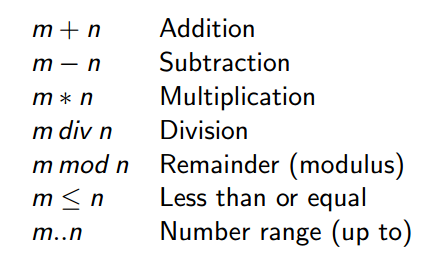 m + n Addition
m − n Subtraction
m ∗ n Multiplication
m div n Division
m mod n Remainder (modulus)
m ≤ n Less than or equal
m..n Number range (up to)